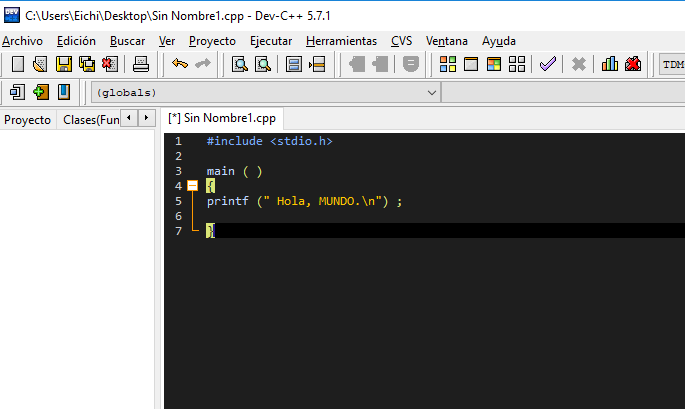 C:\Users\Eichi\Desktop\Sin Nombre1.cpp - Dev-C++ 5.7.1
Archivo Edición Buscar Ver Proyecto Ejecutar Herramientas CVS Ventana Ayuda
TDM
(globals)
Proyecto Clases(Fun
[*] Sin Nombre1.cpp
1 #include <stdio.h>
2
3 main ( )
4 {
5 printf (" Hola, MUNDO.\n") ;
6
7 }